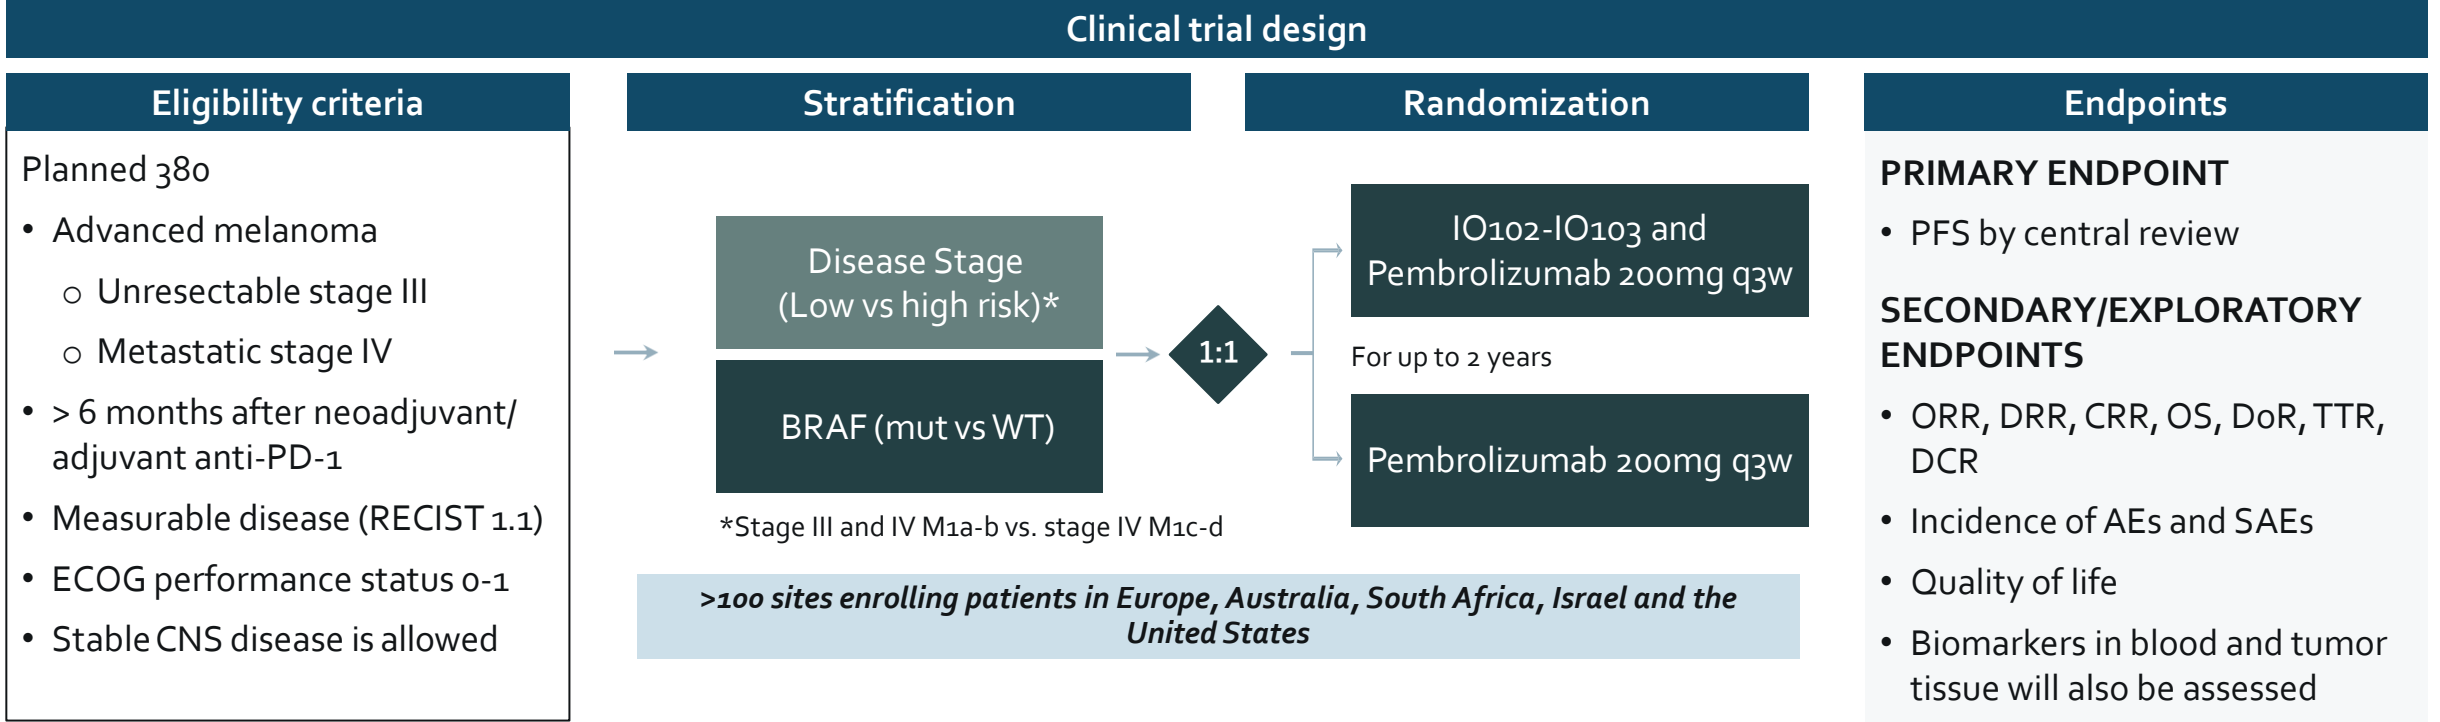 Clinical trial design
Eligibility criteria
Planned 380
• Advanced melanoma
o Unresectable stage III
o Metastatic stage IV
• > 6 months after neoadjuvant/
adjuvant anti-PD-1
• Measurable disease (RECIST 1.1)
• ECOG performance status 0-1
• Stable CNS disease is allowed
Stratification
Disease Stage
(Low vs high risk)*
BRAF (mut vs WT)
*Stage III and IV M1a-b vs. stage IV M1c-d
1:1
Randomization
IO102-IO103 and
Pembrolizumab 200mg q3w
For up to 2 years
Pembrolizumab 200mg q3w
>100 sites enrolling patients in Europe, Australia, South Africa, Israel and the
United States
Endpoints
PRIMARY ENDPOINT
• PFS by central review
SECONDARY/EXPLORATORY
ENDPOINTS
• ORR, DRR, CRR, OS, DoR, TTR,
DCR
• Incidence of AEs and SAEs
• Quality of life
• Biomarkers in blood and tumor
tissue will also be assessed